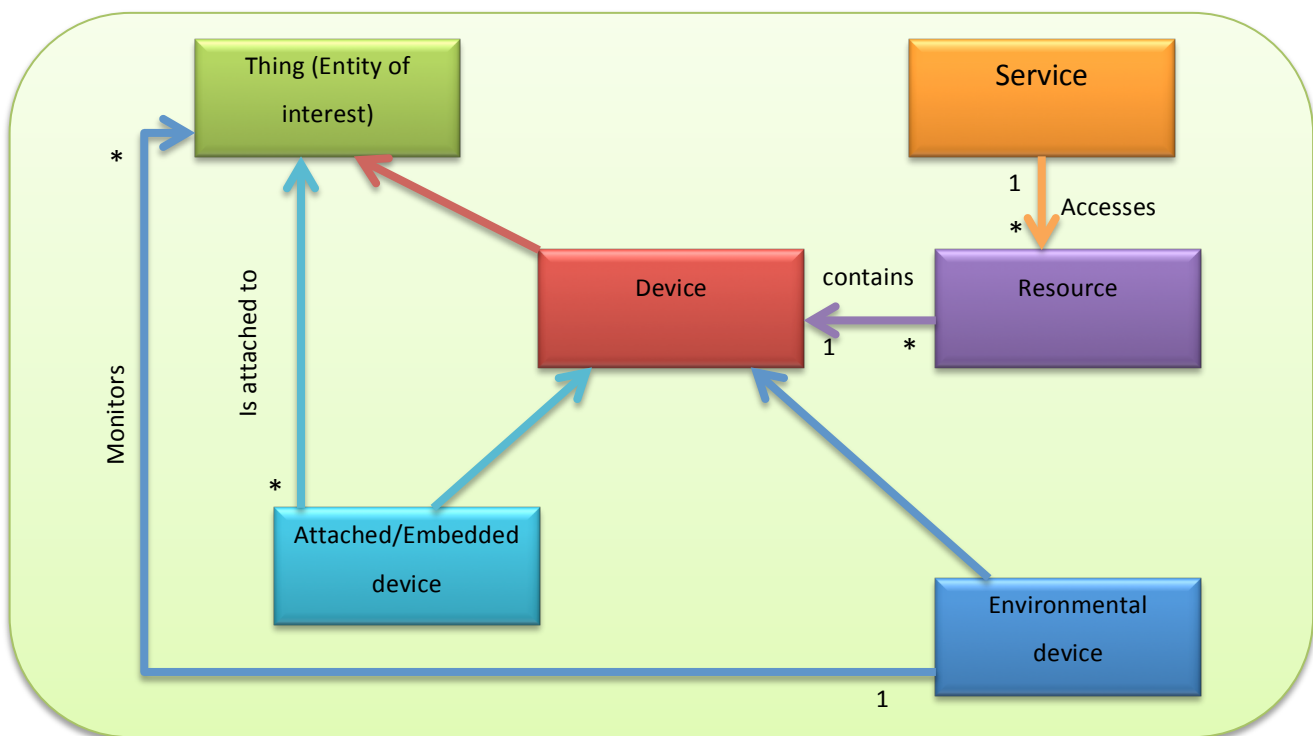 Thing (Entity of
interest)
Service
*
1
Accesses
*
Device
contains
Resource
1
*
Is attached to
Monitors
*
Attached/Embedded
device
Environmental
device
1